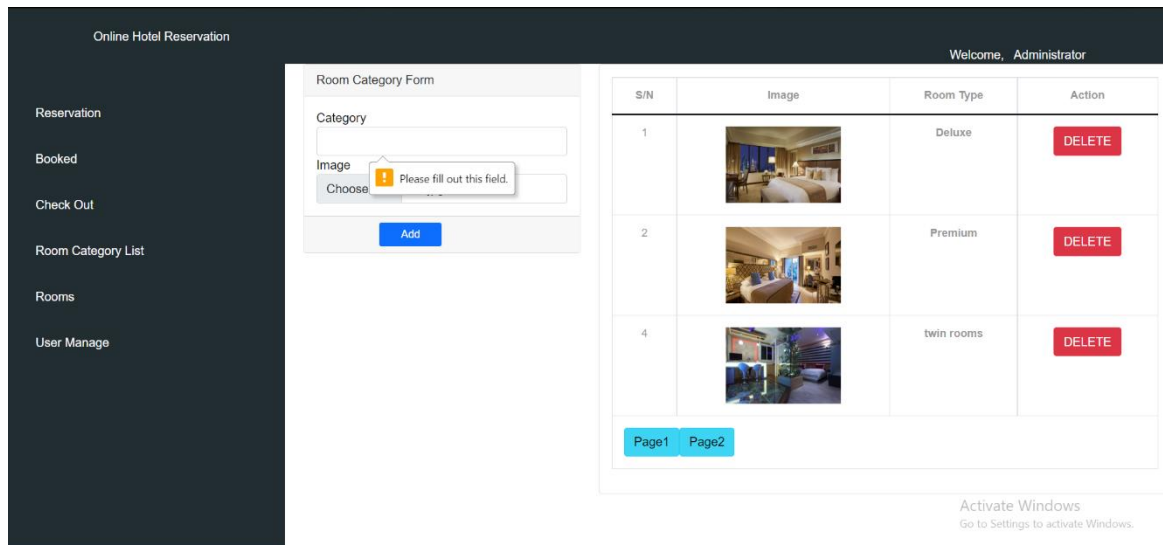 Online Hotel Reservation
Welcome, Administrator
Reservation
Booked
Check Out
Room Category List
Rooms
User Manage
Room Category Form
Category
Image
Please fill out this field.
Choose
Add
S/N Image Room Type Action
1 Deluxe DELETE
2 Premium DELETE
4 twin rooms DELETE
Page1 Page2
Activate Windows
Go to Settings to activate Windows.